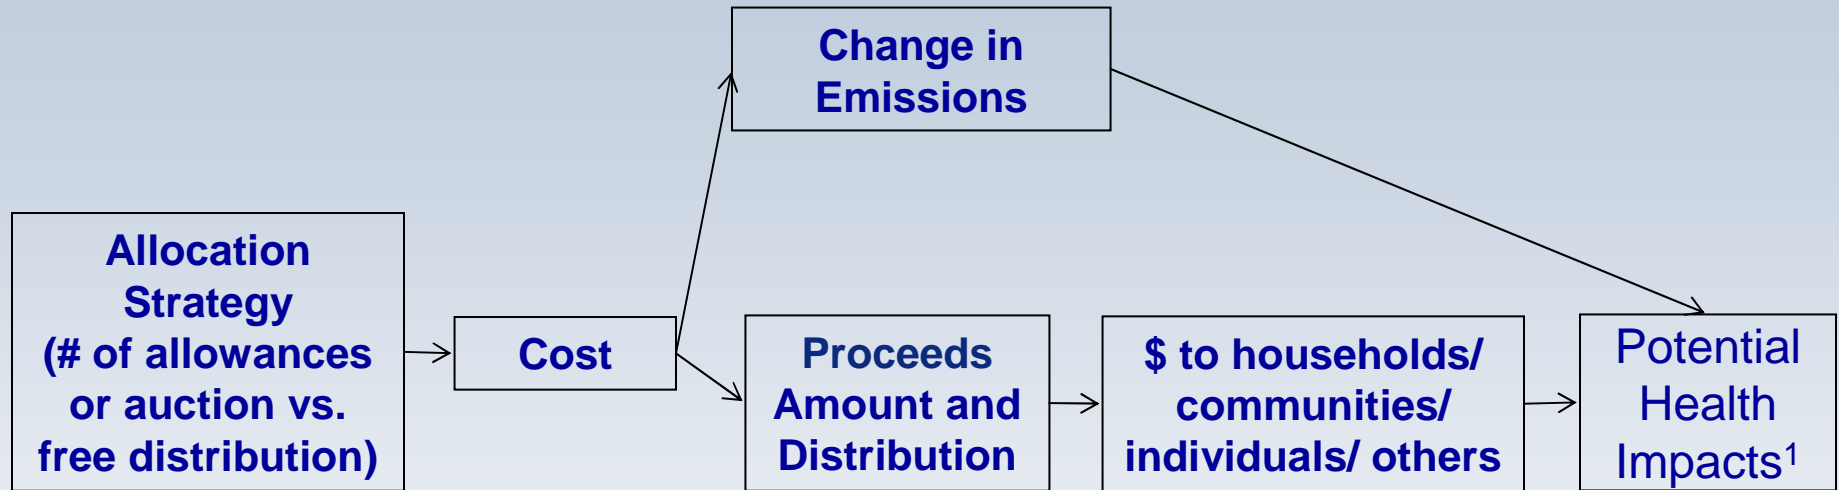 Change in
Emissions
Allocation
Strategy
(# of allowances
or auction vs.
free distribution)
Cost
Proceeds
Amount and
Distribution
$ to households/
communities/
individuals/ others
Potential
Health
Impacts¹